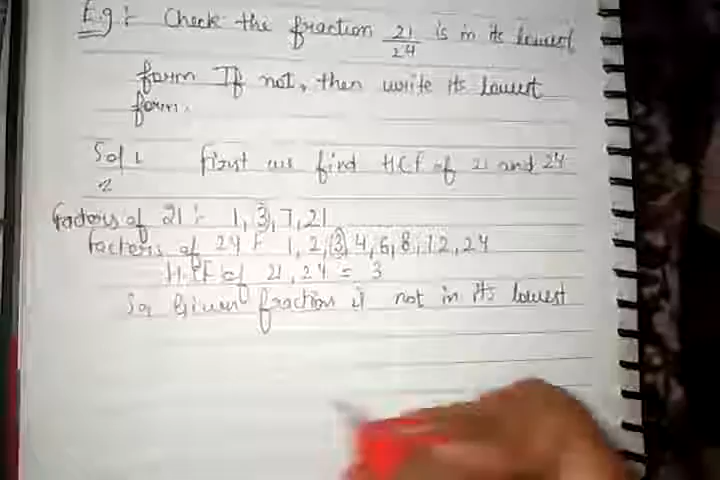 E.g : Check the fraction 21/24 is in its lowest
form If not, then write its lowest
form.
Sol : First we find HCF of 21 and 24
Factors of 21 : 1, 3, 7, 21
factors of 24 : 1, 2, 3, 4, 6, 8, 12, 24
H.CF of 21, 24 = 3
So, Given fraction is not in its lowest